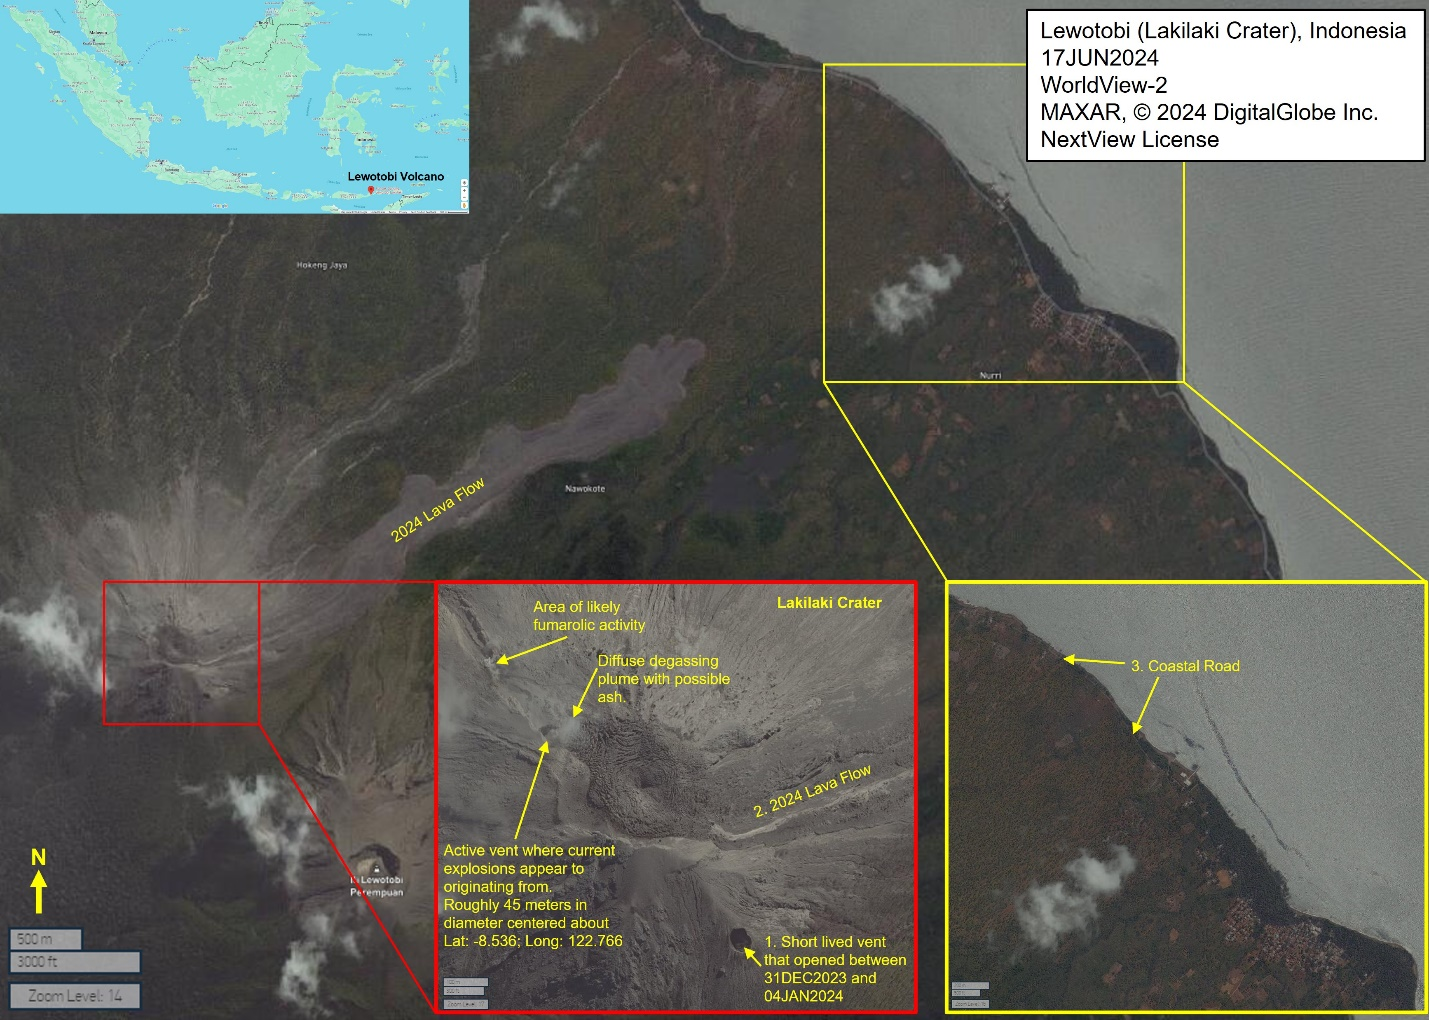 Lewotobi Volcano
Lewotobi (Lakilaki Crater), Indonesia
17JUN2024
WorldView-2
MAXAR, © 2024 DigitalGlobe Inc.
NextView License
Hokeng Jaya
Nurri
Nawokote
2024 Lava Flow
Lakilaki Crater
Area of likely
fumarolic activity
Diffuse degassing
plume with possible
ash.
2. 2024 Lava Flow
Active vent where current
explosions appear to
originating from.
Roughly 45 meters in
diameter centered about
Lat: -8.536; Long: 122.766
1. Short lived vent
that opened between
31DEC2023 and
04JAN2024
3. Coastal Road
Lewotobi
Perempuan
N
500 m
3000 ft
Zoom Level: 14